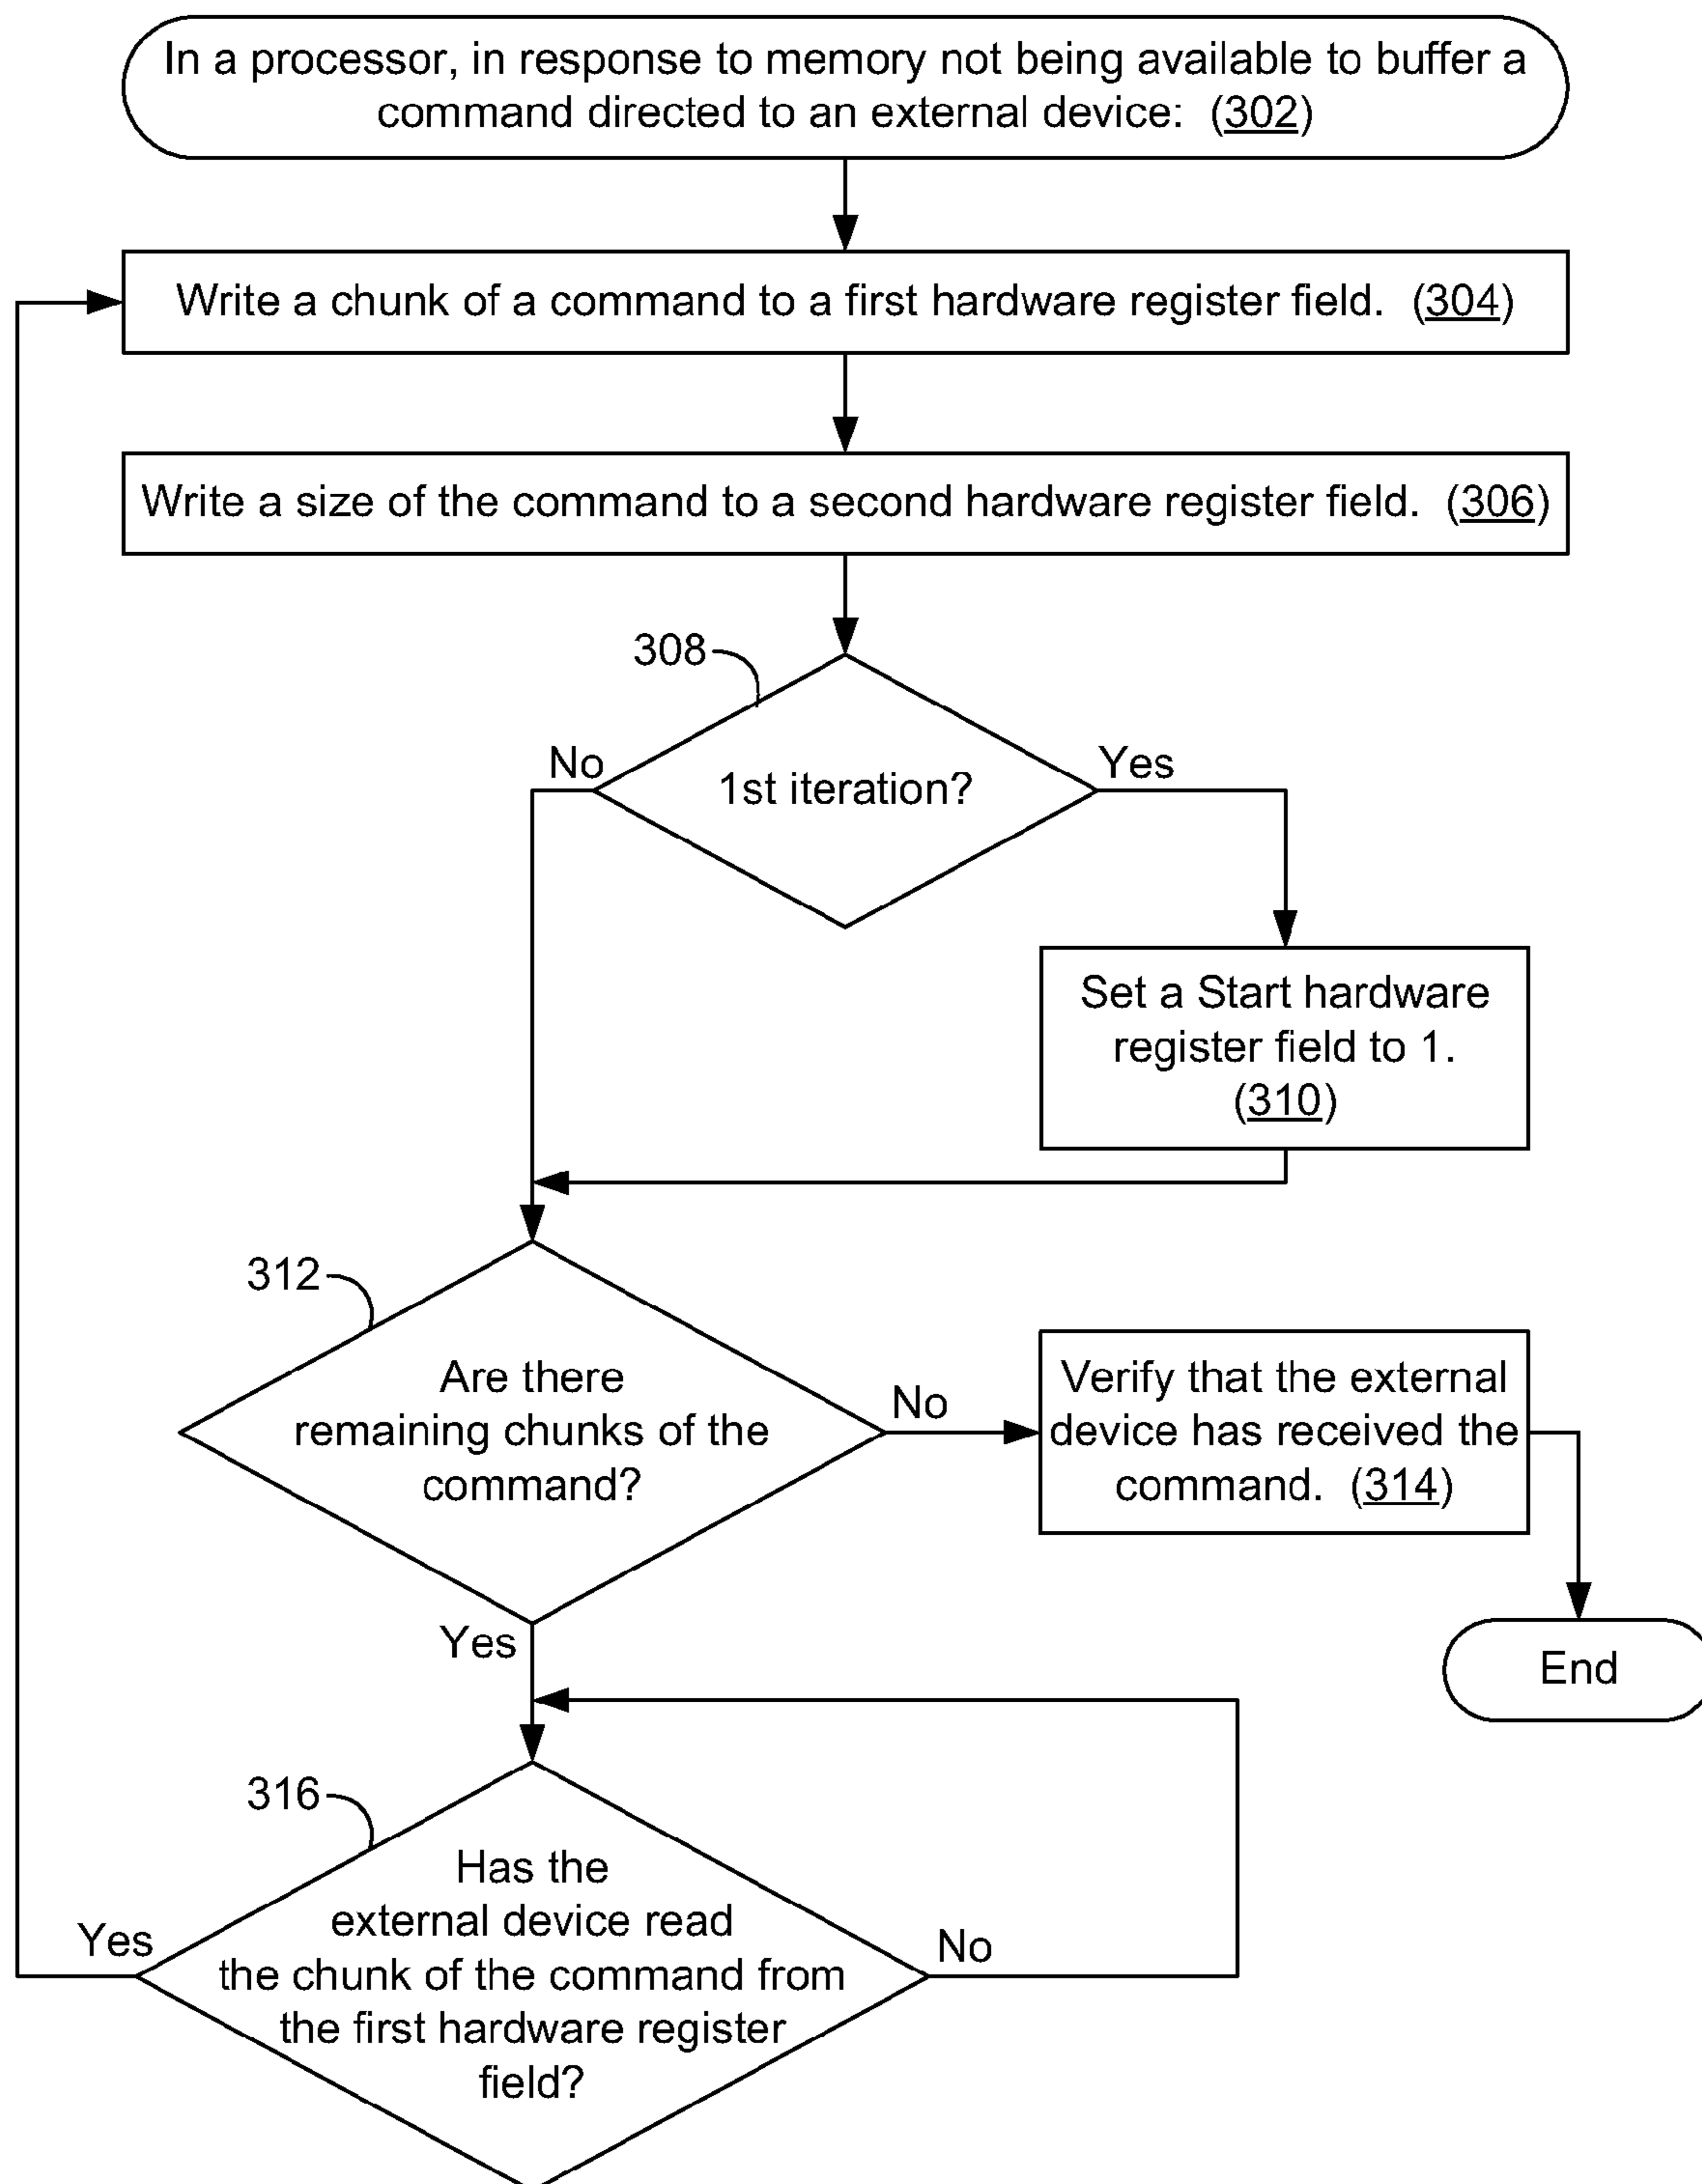 In a processor, in response to memory not being available to buffer a
command directed to an external device: (302)
Write a chunk of a command to a first hardware register field. (304)
Write a size of the command to a second hardware register field. (306)
308
No
Yes
1st iteration?
Set a Start hardware
register field to 1.
(310)
312
Are there
remaining chunks of the
command?
No
Verify that the external
device has received the
command. (314)
Yes
End
316
Has the
external device read
the chunk of the command from
the first hardware register
field?
Yes
No